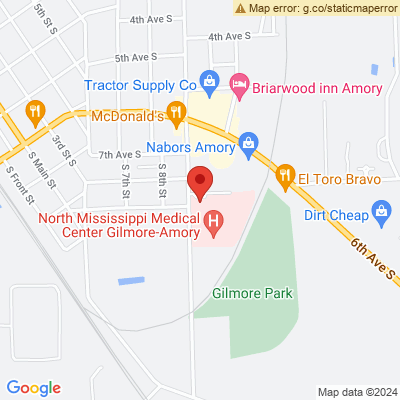 Map error: g.co/staticmaperror
4th Ave S
4th Ave S
5th St S
5th Ave S
Tractor Supply Co
Briarwood inn Amory
McDonald's
Nabors Amory
3rd St S
7th Ave S
S Main St
S Front St
S 7th St
S 8th St
El Toro Bravo
Dirt Cheap
North Mississippi Medical
Center Gilmore-Amory
H
6th Ave S
Gilmore Park
Google
Map data ©2024